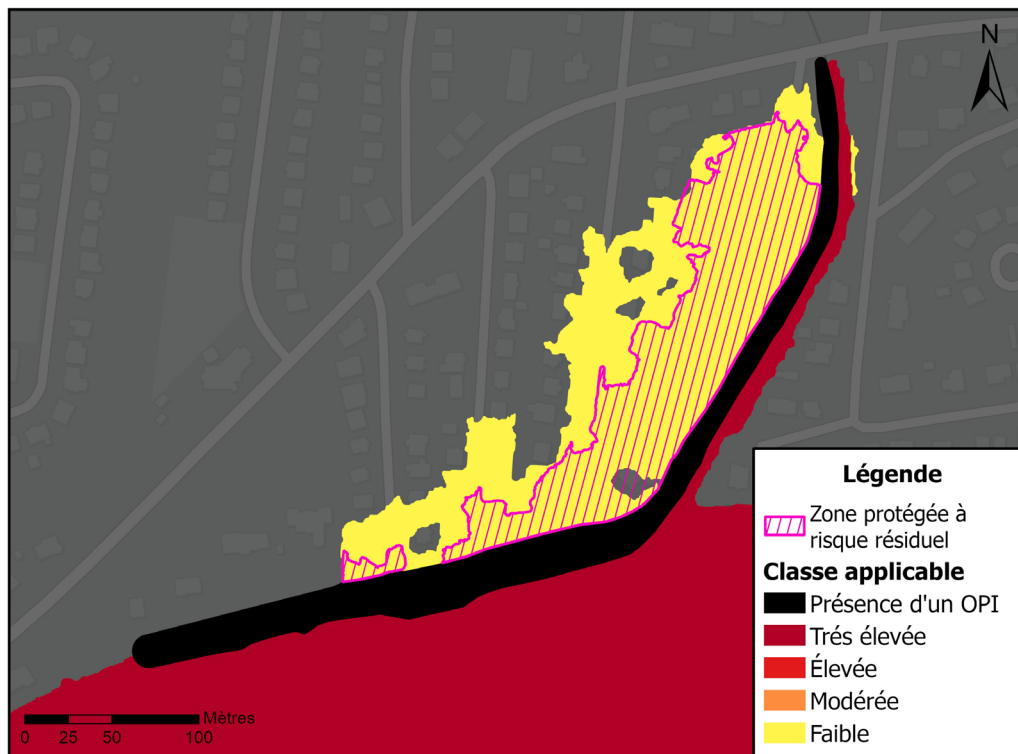 N
Légende
Zone protégée à
risque résiduel
Classe applicable
Présence d'un OPI
Trés élevée
Élevée
Modérée
Faible
Mètres
0 25 50 100